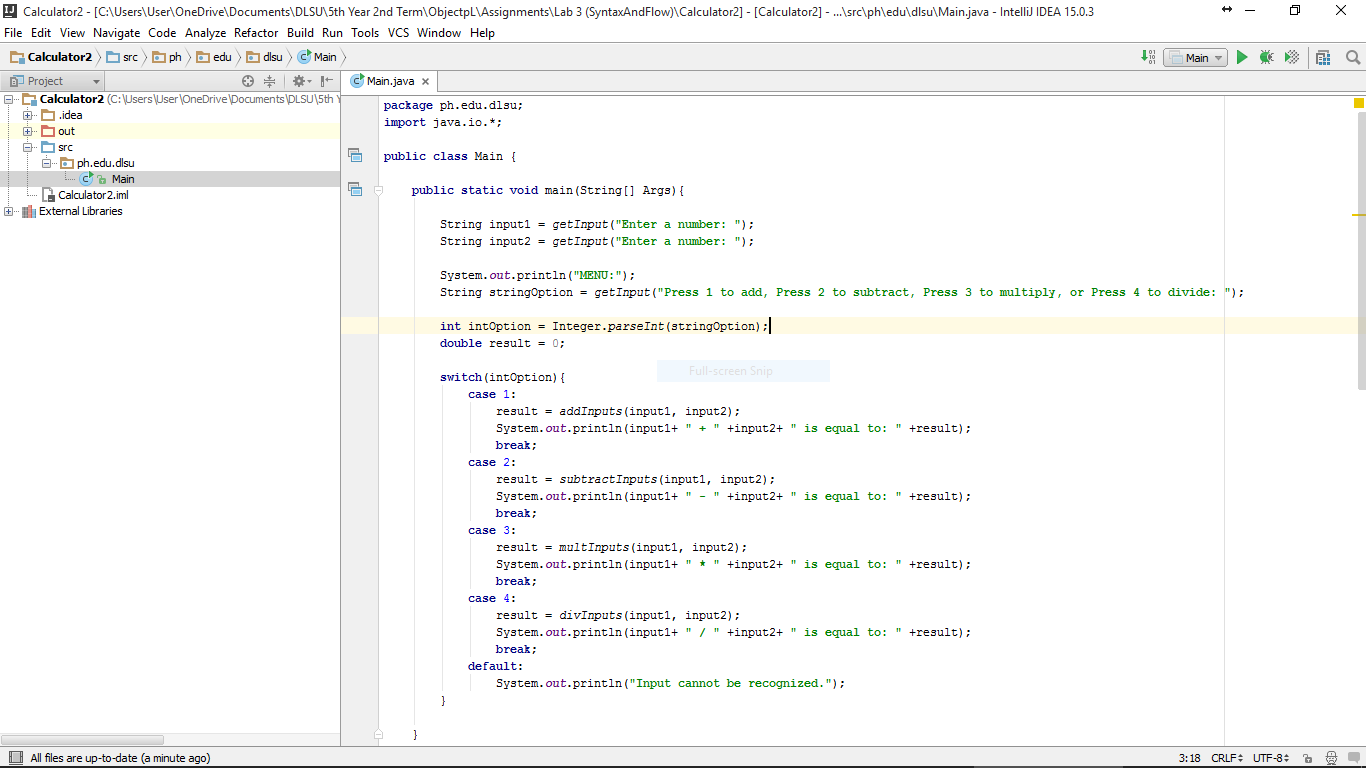 Calculator2 - [C:\Users\User\OneDrive\Documents\DLSU\5th Year 2nd Term\ObjectpL\Assignments\Lab 3 (SyntaxAndFlow)\Calculator2] - [Calculator2] - ...\src\ph\edu\dlsu\Main.java - IntelliJ IDEA 15.0.3
File Edit View Navigate Code Analyze Refactor Build Run Tools VCS Window Help
Calculator2 src ph edu dlsu Main Main
Project
Main.java
Calculator2 (C:\Users\User\OneDrive\Documents\DLSU\5th Y
.idea
out
src
ph.edu.dlsu
Main
Calculator2.iml
External Libraries
package ph.edu.dlsu;
import java.io.*;
public class Main {
public static void main(String[] Args){
String input1 = getInput("Enter a number: ");
String input2 = getInput("Enter a number: ");
System.out.println("MENU:");
String stringOption = getInput("Press 1 to add, Press 2 to subtract, Press 3 to multiply, or Press 4 to divide: ");
int intOption = Integer.parseInt(stringOption);
double result = 0;
Full-screen Snip
switch(intOption){
case 1:
result = addInputs(input1, input2);
System.out.println(input1+ " + " +input2+ " is equal to: " +result);
break;
case 2:
result = subtractInputs(input1, input2);
System.out.println(input1+ " - " +input2+ " is equal to: " +result);
break;
case 3:
result = multInputs(input1, input2);
System.out.println(input1+ " * " +input2+ " is equal to: " +result);
break;
case 4:
result = divInputs(input1, input2);
System.out.println(input1+ " / " +input2+ " is equal to: " +result);
break;
default:
System.out.println("Input cannot be recognized.");
}
}
All files are up-to-date (a minute ago)
3:18 CRLF UTF-8